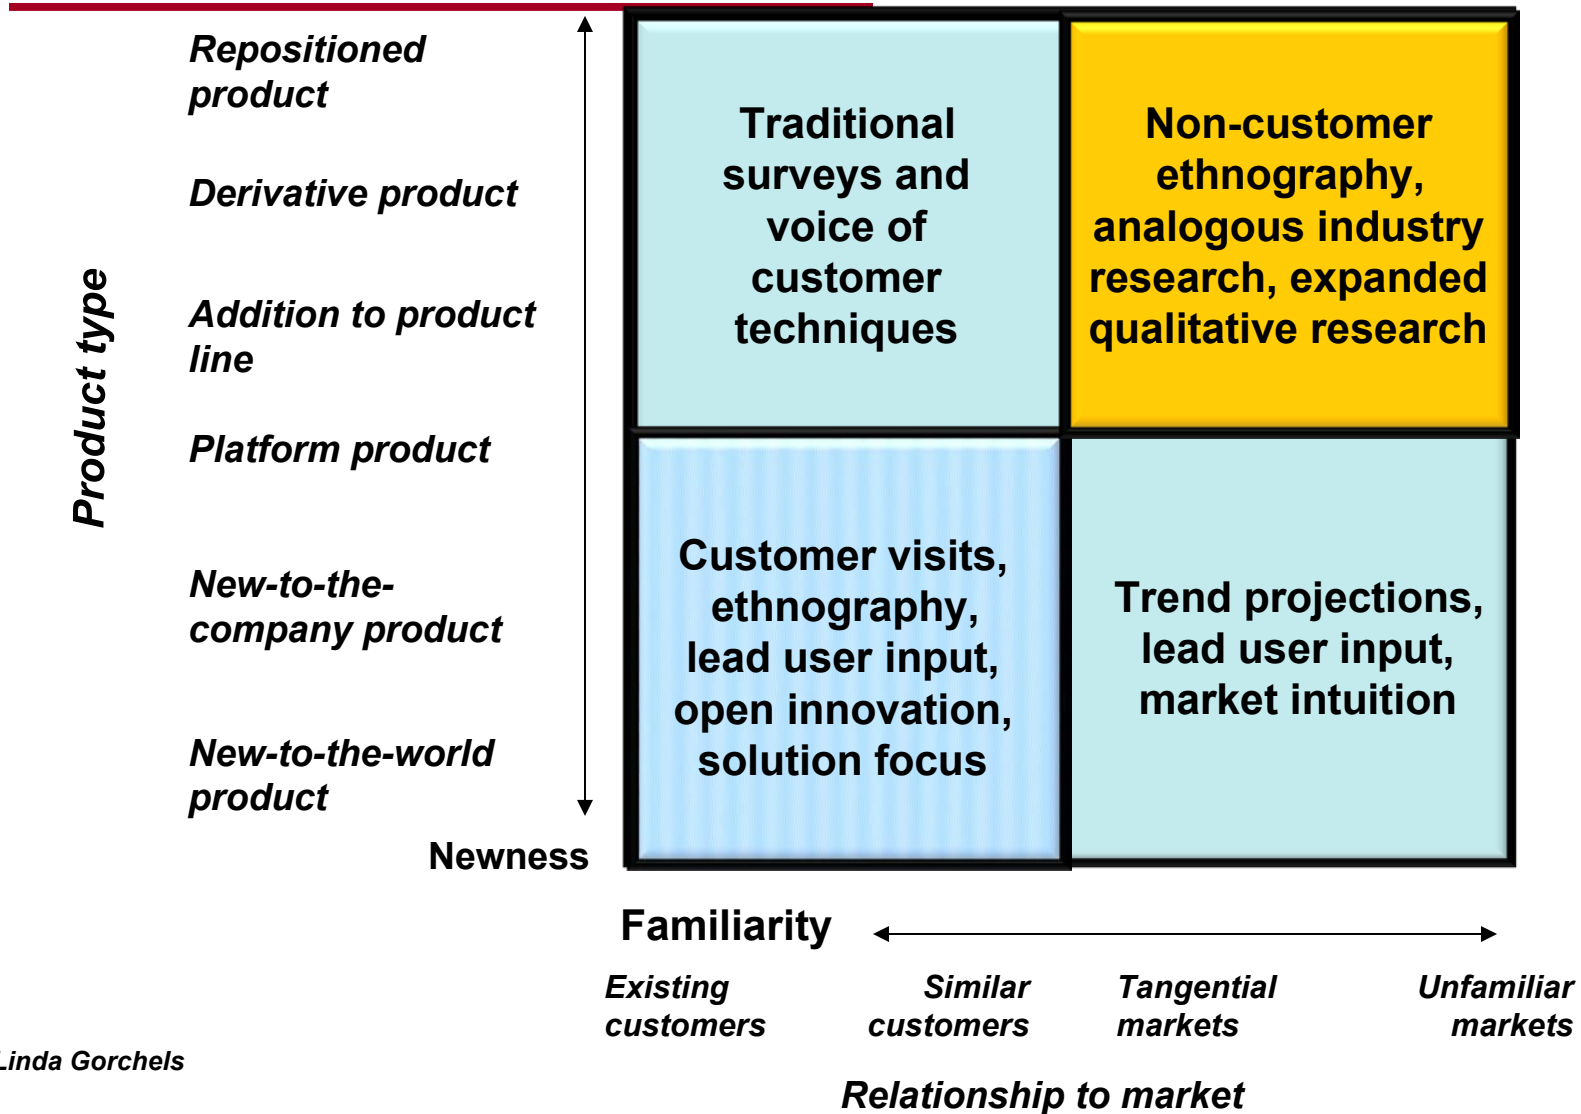 Repositioned
product
Derivative product
Addition to product
line
Platform product
New-to-the-
company product
New-to-the-world
product
Product type
Newness
Traditional
surveys and
voice of
customer
techniques
Non-customer
ethnography,
analogous industry
research, expanded
qualitative research
Customer visits,
ethnography,
lead user input,
open innovation,
solution focus
Trend projections,
lead user input,
market intuition
Familiarity
Existing
customers
Similar
customers
Tangential
markets
Unfamiliar
markets
Relationship to market
Linda Gorchels